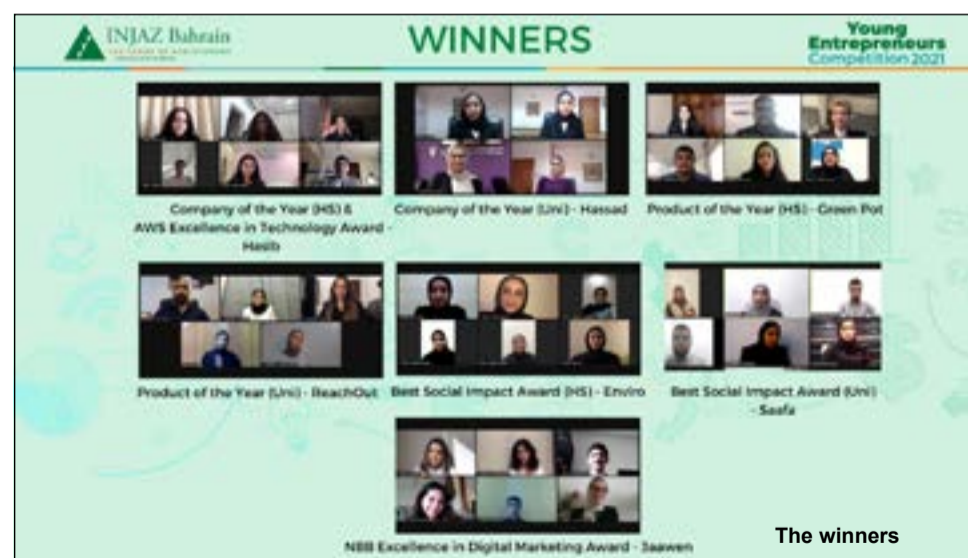 INJAZ Bahrain
WINNERS
Young
Entrepreneurs
Competition 2021
Company of the Year (HS) &
AWS Excellence in Technology Award -
Hasib
Company of the Year (Uni) - Hassad
Product of the Year (HS) - Green Pot
Product of the Year (Uni) - ReachOut
Best Social Impact Award (HS) - Enviro
Best Social Impact Award (Uni)
- Saafa
NBB Excellence in Digital Marketing Award - Jaawen
The winners